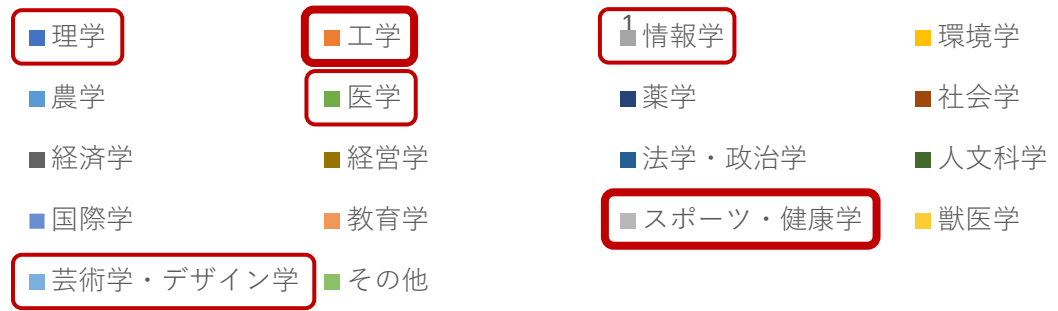 1
理学 工学 情報学 環境学
農学 医学 薬学 社会学
経済学 経営学 法学・政治学 人文科学
国際学 教育学 スポーツ・健康学 獣医学
芸術学・デザイン学 その他